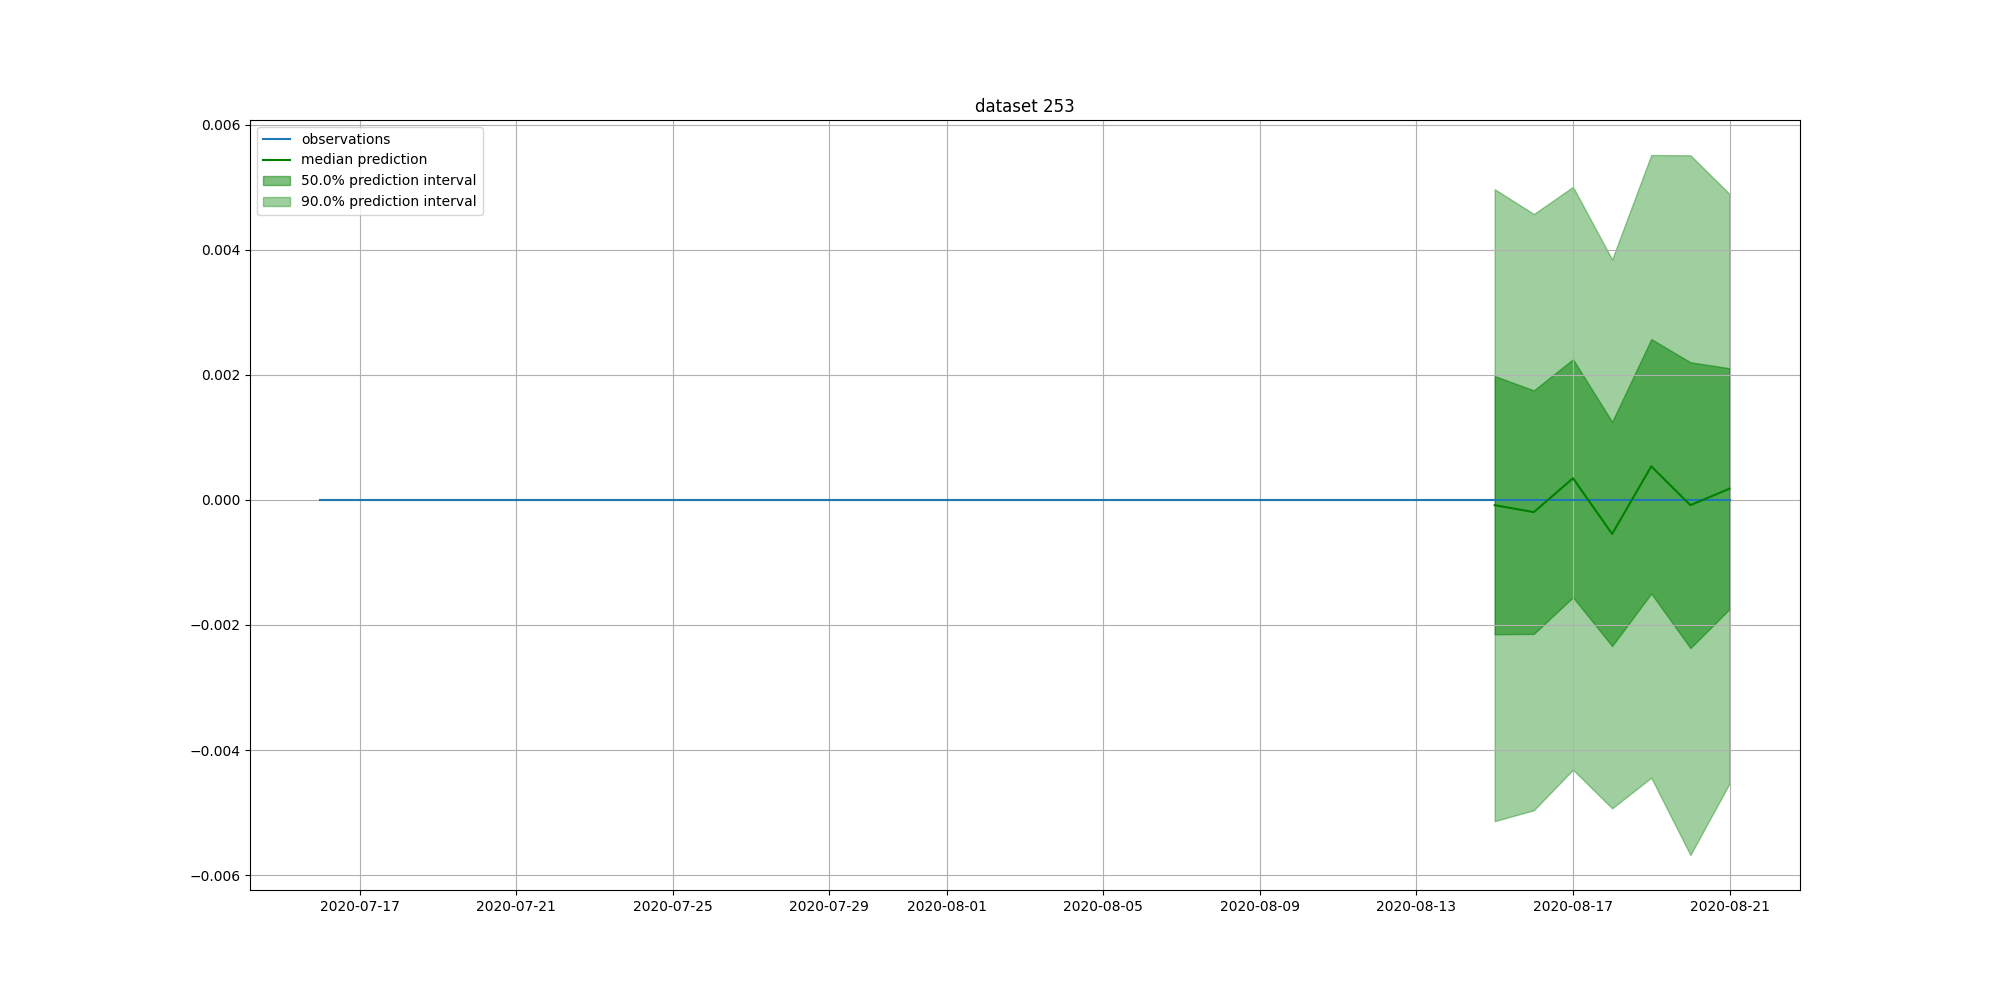 dataset 253
observations
median prediction
50.0% prediction interval
90.0% prediction interval
0.006
0.004
0.002
0.000
−0.002
−0.004
−0.006
2020-07-17 2020-07-21 2020-07-25 2020-07-29 2020-08-01 2020-08-05 2020-08-09 2020-08-13 2020-08-17 2020-08-21